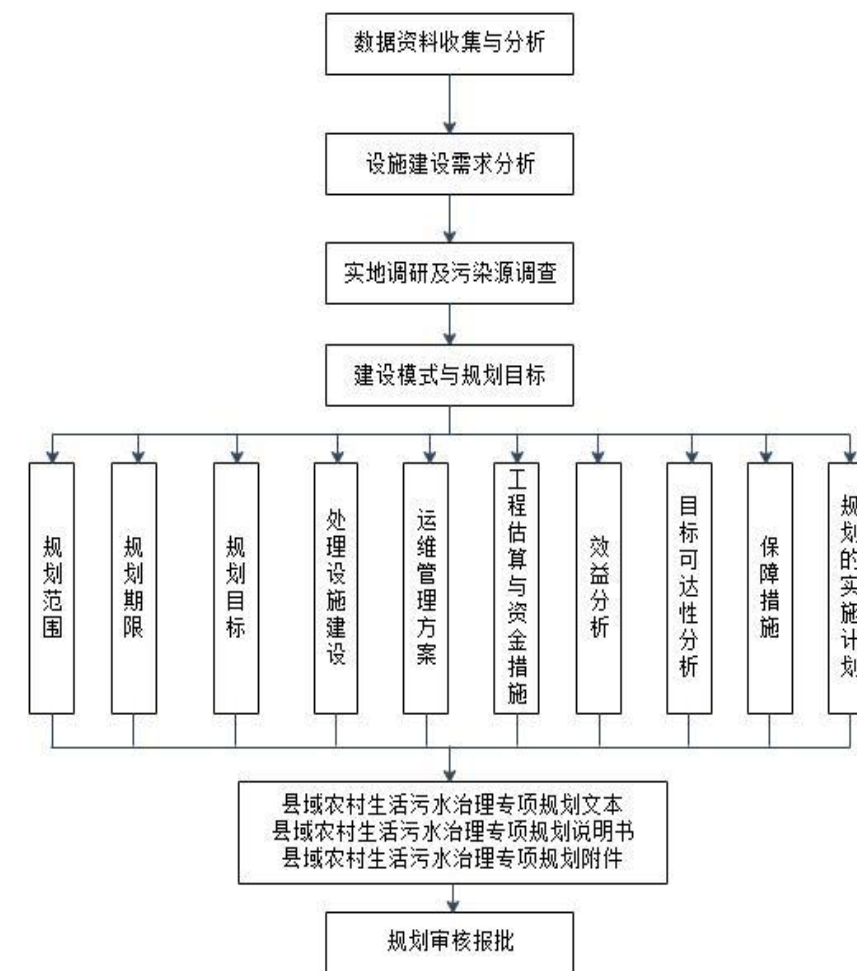 数据资料收集与分析
设施建设需求分析
实地调研及污染源调查
建设模式与规划目标
规划范围
规划期限
规划目标
处理设施建设
运维管理方案
工程估算与资金措施
效益分析
目标可达性分析
保障措施
规划的实施计划
县域农村生活污水治理专项规划文本
县域农村生活污水治理专项规划说明书
县域农村生活污水治理专项规划附件
规划审核报批